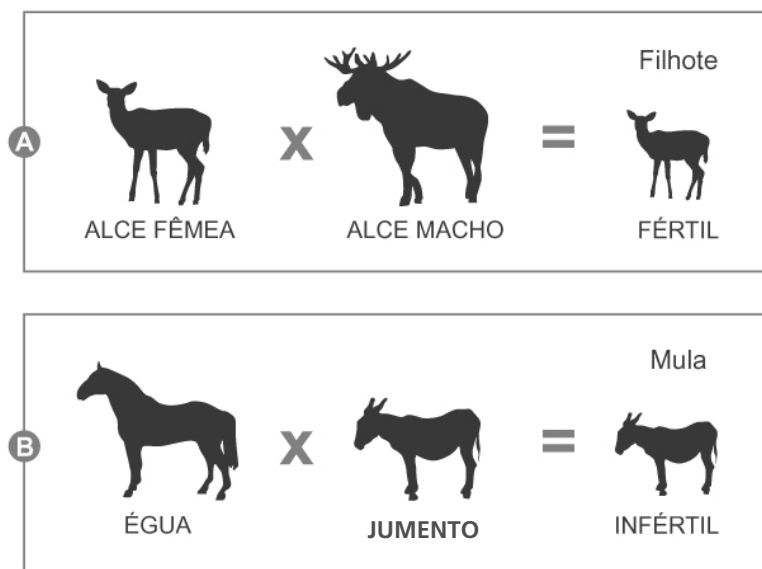 Filhote
A
X
=
ALCE FÊMEA
ALCE MACHO
FÉRTIL
Mula
B
X
=
ÉGUA
JUMENTO
INFÉRTIL